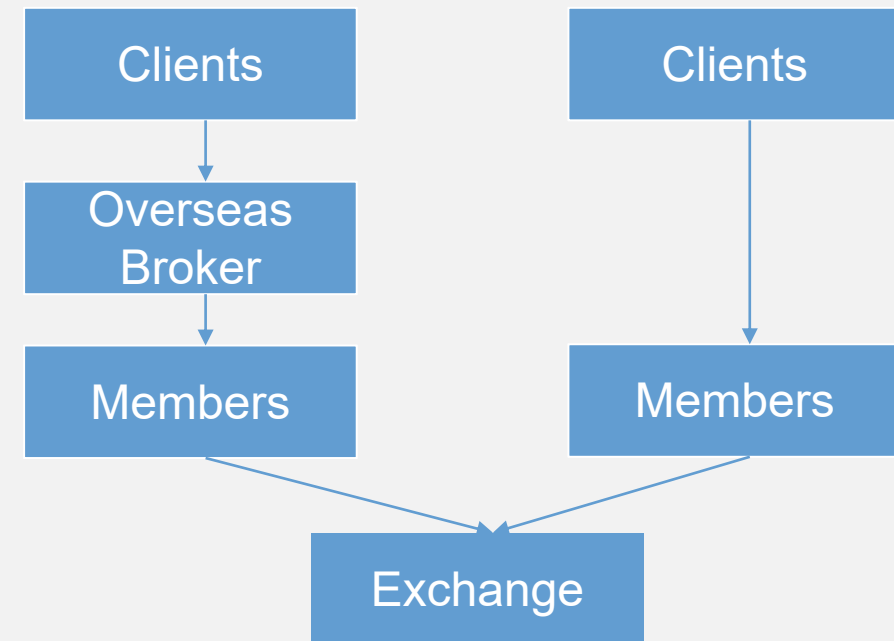 Clients
Clients
Overseas
Broker
Members
Members
Exchange